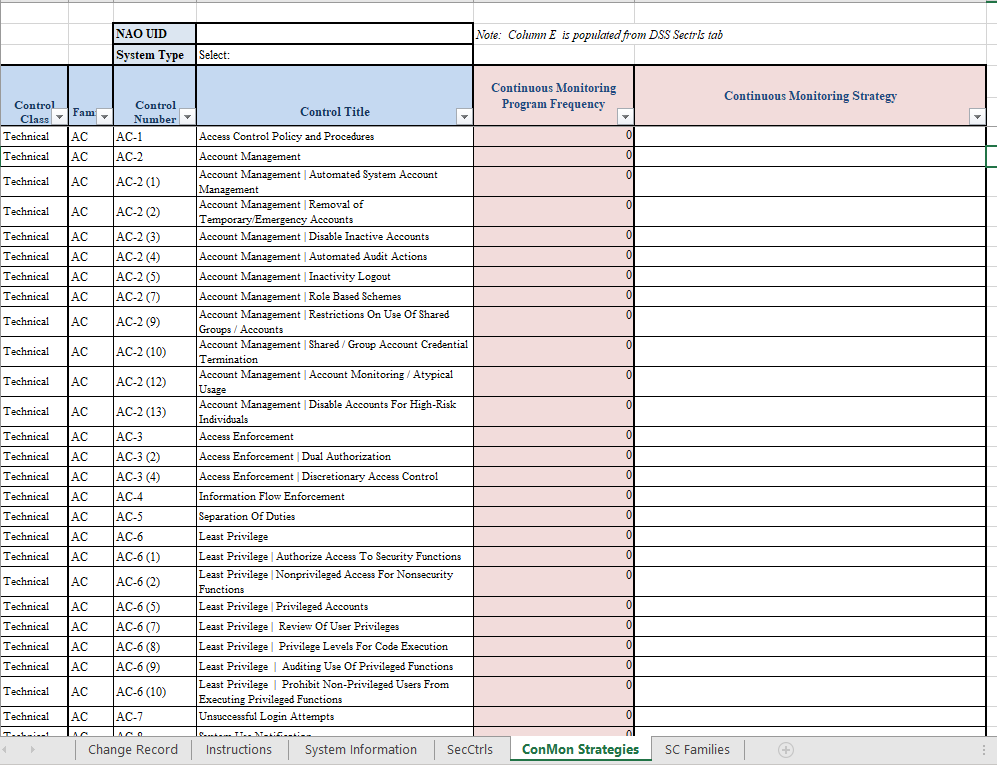 NAO UID Note: Column E is populated from DSS Sectrls tab
System Type Select:
Control Class Fam Control Number Control Title Continuous Monitoring Program Frequency Continuous Monitoring Strategy
Technical AC AC-1 Access Control Policy and Procedures 0
Technical AC AC-2 Account Management 0
Technical AC AC-2 (1) Account Management | Automated System Account Management 0
Technical AC AC-2 (2) Account Management | Removal of Temporary/Emergency Accounts 0
Technical AC AC-2 (3) Account Management | Disable Inactive Accounts 0
Technical AC AC-2 (4) Account Management | Automated Audit Actions 0
Technical AC AC-2 (5) Account Management | Inactivity Logout 0
Technical AC AC-2 (7) Account Management | Role Based Schemes 0
Technical AC AC-2 (9) Account Management | Restrictions On Use Of Shared Groups / Accounts 0
Technical AC AC-2 (10) Account Management | Shared / Group Account Credential Termination 0
Technical AC AC-2 (12) Account Management | Account Monitoring / Atypical Usage 0
Technical AC AC-2 (13) Account Management | Disable Accounts For High-Risk Individuals 0
Technical AC AC-3 Access Enforcement 0
Technical AC AC-3 (2) Access Enforcement | Dual Authorization 0
Technical AC AC-3 (4) Access Enforcement | Discretionary Access Control 0
Technical AC AC-4 Information Flow Enforcement 0
Technical AC AC-5 Separation Of Duties 0
Technical AC AC-6 Least Privilege 0
Technical AC AC-6 (1) Least Privilege | Authorize Access To Security Functions 0
Technical AC AC-6 (2) Least Privilege | Nonprivileged Access For Nonsecurity Functions 0
Technical AC AC-6 (5) Least Privilege | Privileged Accounts 0
Technical AC AC-6 (7) Least Privilege | Review Of User Privileges 0
Technical AC AC-6 (8) Least Privilege | Privilege Levels For Code Execution 0
Technical AC AC-6 (9) Least Privilege | Auditing Use Of Privileged Functions 0
Technical AC AC-6 (10) Least Privilege | Prohibit Non-Privileged Users From Executing Privileged Functions 0
Technical AC AC-7 Unsuccessful Login Attempts 0
Change Record Instructions System Information SecCtrls ConMon Strategies SC Families